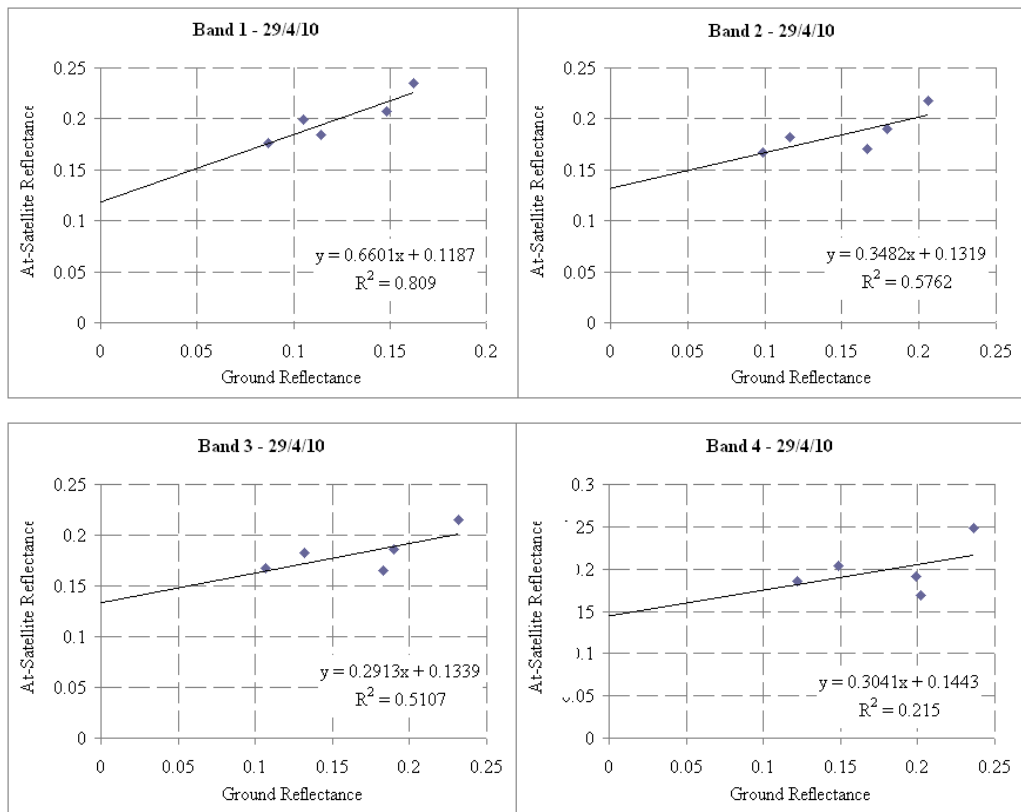 Band 1 - 29/4/10
At-Satellite Reflectance
0.25
0.2
0.15
0.1
0.05
0
y = 0.6601x + 0.1187
R² = 0.809
0 0.05 0.1 0.15 0.2
Ground Reflectance
Band 2 - 29/4/10
At-Satellite Reflectance
0.25
0.2
0.15
0.1
0.05
0
y = 0.3482x + 0.1319
R² = 0.5762
0 0.05 0.1 0.15 0.2 0.25
Ground Reflectance
Band 3 - 29/4/10
At-Satellite Reflectance
0.25
0.2
0.15
0.1
0.05
0
y = 0.2913x + 0.1339
R² = 0.5107
0 0.05 0.1 0.15 0.2 0.25
Ground Reflectance
Band 4 - 29/4/10
At-Satellite Reflectance
0.3
.25
0.2
.15
0.1
.05
0
y = 0.3041x + 0.1443
R² = 0.215
0 0.05 0.1 0.15 0.2 0.25
Ground Reflectance